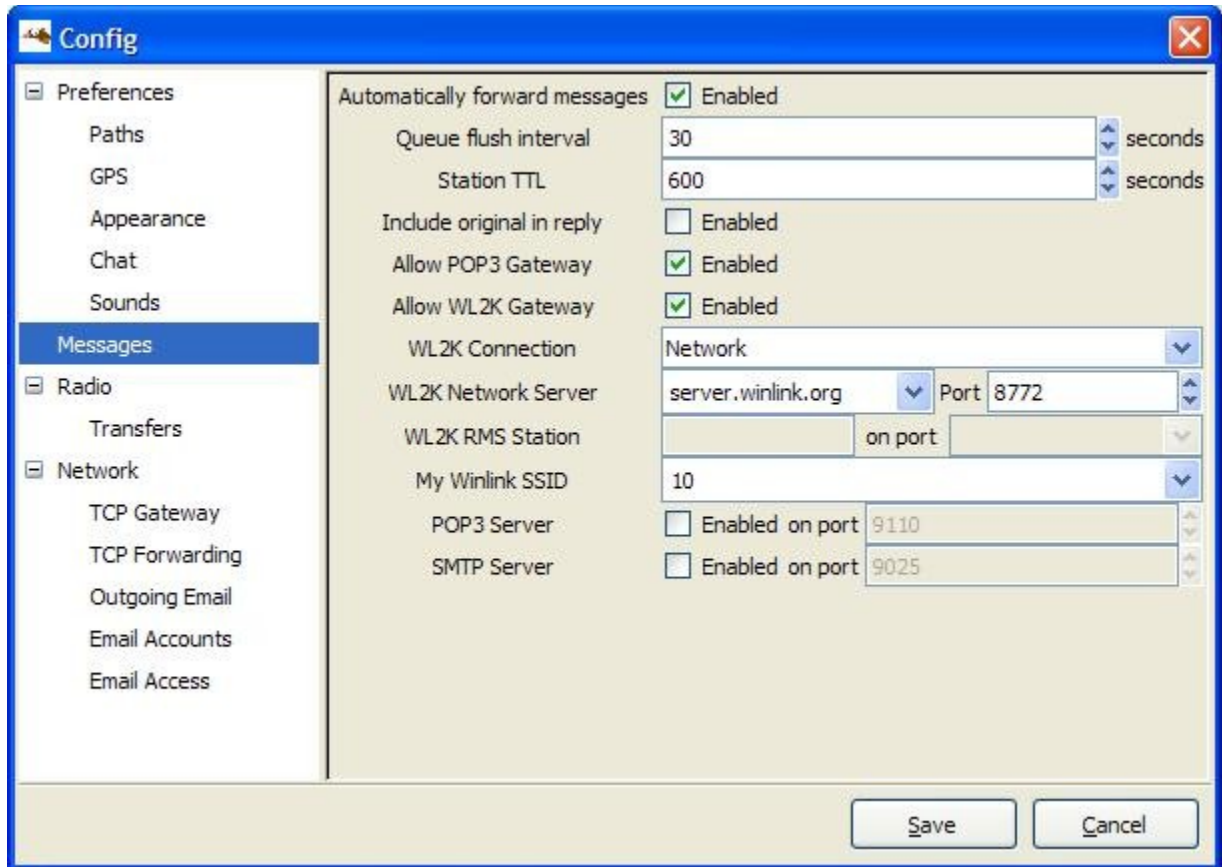 Config
Preferences
Paths
GPS
Appearance
Chat
Sounds
Messages
Radio
Transfers
Network
TCP Gateway
TCP Forwarding
Outgoing Email
Email Accounts
Email Access
Automatically forward messages Enabled
Queue flush interval 30 seconds
Station TTL 600 seconds
Include original in reply Enabled
Allow POP3 Gateway Enabled
Allow WL2K Gateway Enabled
WL2K Connection Network
WL2K Network Server server.winlink.org Port 8772
WL2K RMS Station on port
My Winlink SSID 10
POP3 Server Enabled on port 9110
SMTP Server Enabled on port 9025
Save Cancel